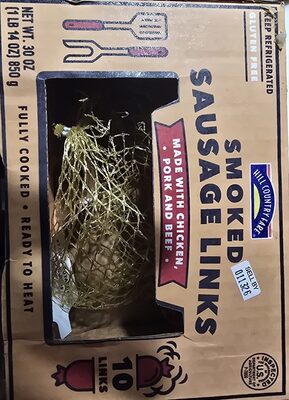 KEEP REFRIGERATED
GLUTEN FREE
HILL COUNTRY FARE
SMOKED
SAUSAGE LINKS
MADE WITH CHICKEN,
• PORK AND BEEF •
NET WT. 30 OZ
(1 LB 14 OZ) 850 g
FULLY COOKED • READY TO HEAT
SELL BY
10
LINKS
INSPECTED